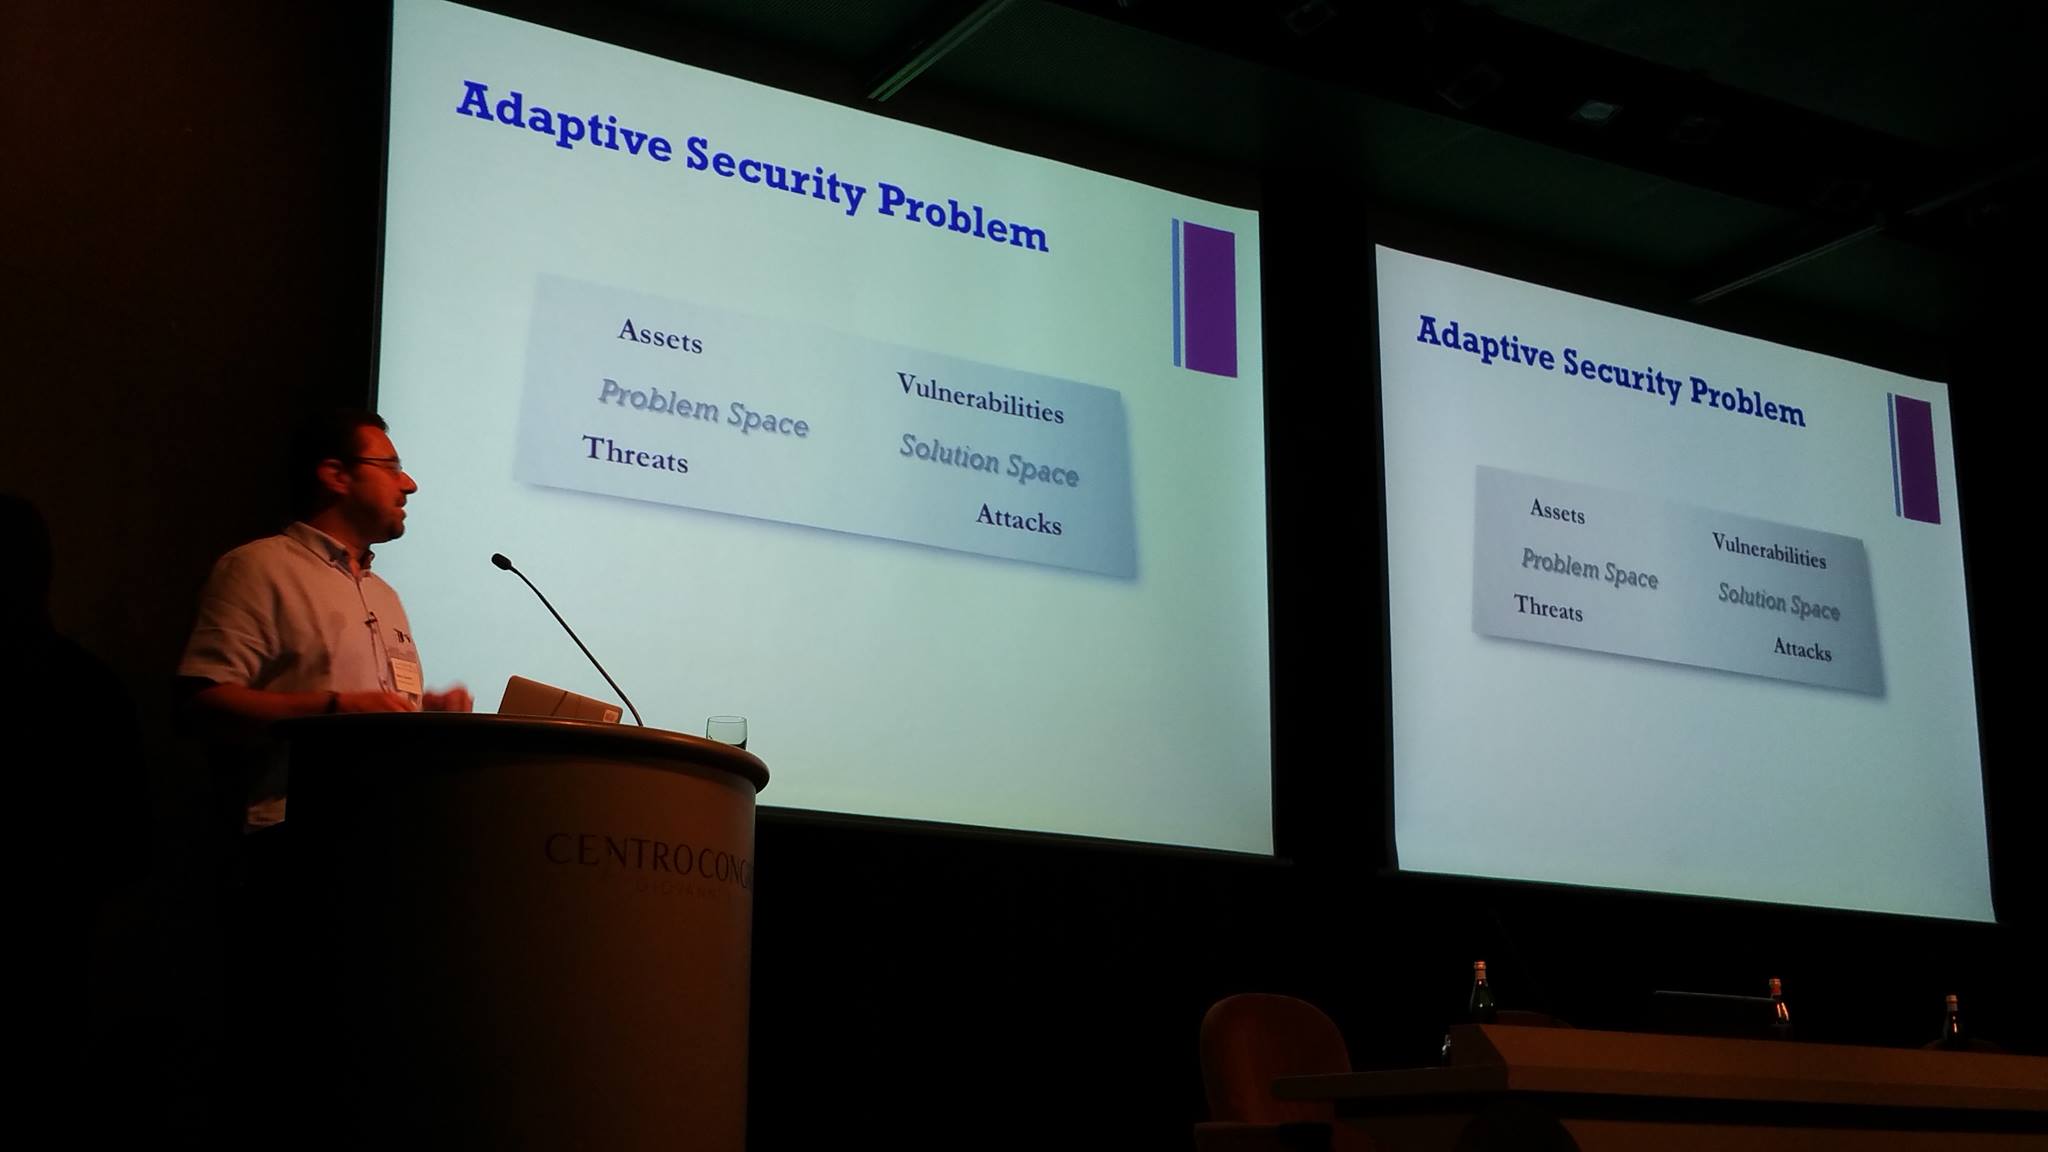 Adaptive Security Problem
Assets
Vulnerabilities
Problem Space
Solution Space
Threats
Attacks
Adaptive Security Problem
Assets
Vulnerabilities
Problem Space
Solution Space
Threats
Attacks
CENTROCONG
GIOVANNI